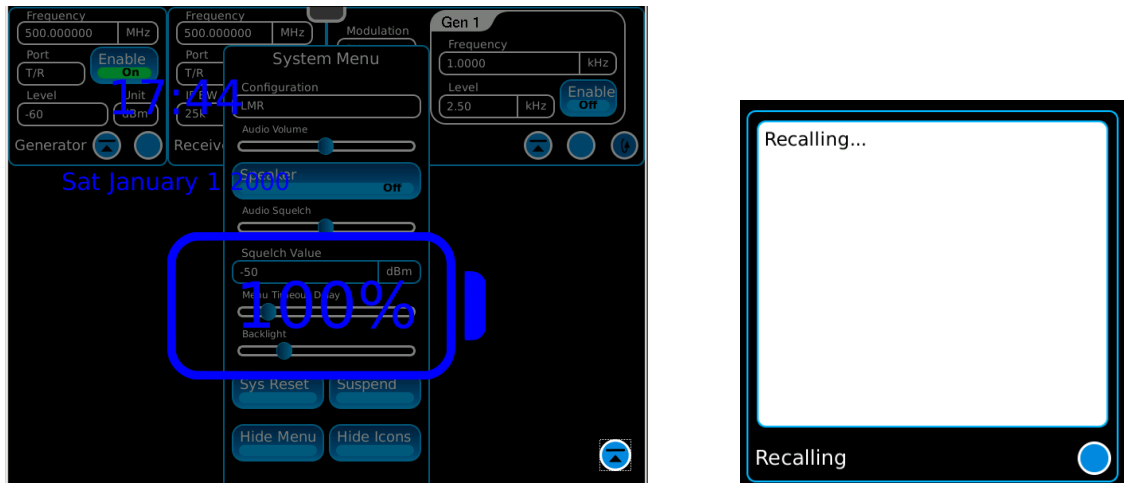 Frequency
500.000000 MHz
Port
T/R
Enable
On
Level
-60
Unit
dBm
Generator
Frequency
500.000000 MHz
Port
T/R
IF BW
25k
Receiv
Modulation
Gen 1
Frequency
1.0000 kHz
Level
2.50 kHz
Enable
Off
17:44
Sat January 1 2000
System Menu
Configuration
LMR
Audio Volume
Speaker
Off
Audio Squelch
Squelch Value
-50 dBm
Menu Timeout Delay
100%
Backlight
Sys Reset Suspend
Hide Menu Hide Icons
Recalling...
Recalling